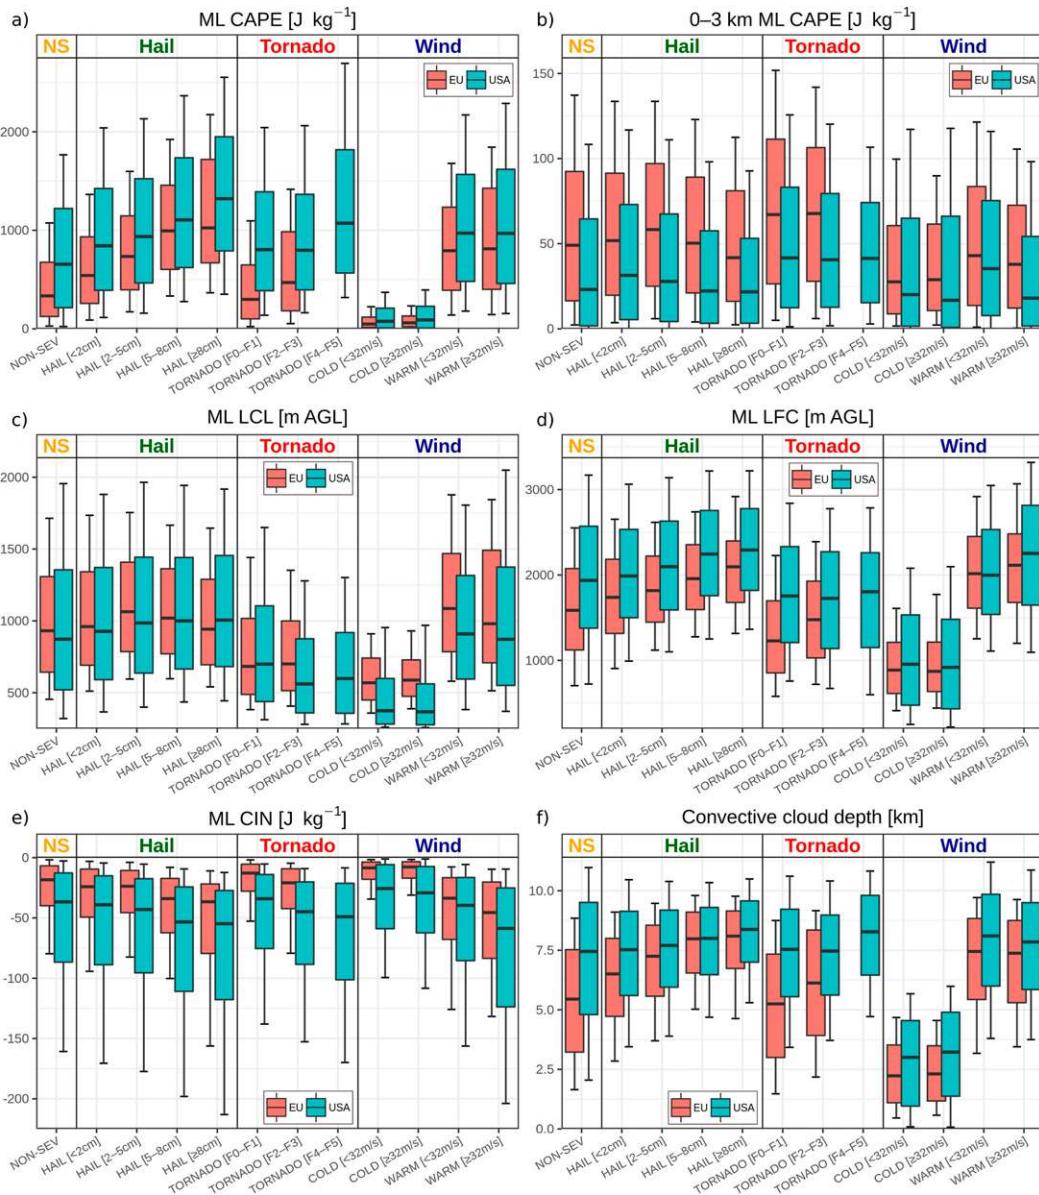 a) ML CAPE [J kg⁻¹]
NS Hail Tornado Wind
EU USA
2000
1000
0
NON-SEV HAIL [<2cm] HAIL [2–5cm] HAIL [5–8cm] HAIL [≥8cm] TORNADO [F0–F1] TORNADO [F2–F3] TORNADO [F4–F5] COLD [<32m/s] COLD [≥32m/s] WARM [<32m/s] WARM [≥32m/s]
b) 0–3 km ML CAPE [J kg⁻¹]
NS Hail Tornado Wind
EU USA
150
100
50
0
NON-SEV HAIL [<2cm] HAIL [2–5cm] HAIL [5–8cm] HAIL [≥8cm] TORNADO [F0–F1] TORNADO [F2–F3] TORNADO [F4–F5] COLD [<32m/s] COLD [≥32m/s] WARM [<32m/s] WARM [≥32m/s]
c) ML LCL [m AGL]
NS Hail Tornado Wind
EU USA
2000
1500
1000
500
NON-SEV HAIL [<2cm] HAIL [2–5cm] HAIL [5–8cm] HAIL [≥8cm] TORNADO [F0–F1] TORNADO [F2–F3] TORNADO [F4–F5] COLD [<32m/s] COLD [≥32m/s] WARM [<32m/s] WARM [≥32m/s]
d) ML LFC [m AGL]
NS Hail Tornado Wind
EU USA
3000
2000
1000
NON-SEV HAIL [<2cm] HAIL [2–5cm] HAIL [5–8cm] HAIL [≥8cm] TORNADO [F0–F1] TORNADO [F2–F3] TORNADO [F4–F5] COLD [<32m/s] COLD [≥32m/s] WARM [<32m/s] WARM [≥32m/s]
e) ML CIN [J kg⁻¹]
NS Hail Tornado Wind
0
-50
-100
-150
-200
EU USA
NON-SEV HAIL [<2cm] HAIL [2–5cm] HAIL [5–8cm] HAIL [≥8cm] TORNADO [F0–F1] TORNADO [F2–F3] TORNADO [F4–F5] COLD [<32m/s] COLD [≥32m/s] WARM [<32m/s] WARM [≥32m/s]
f) Convective cloud depth [km]
NS Hail Tornado Wind
10.0
7.5
5.0
2.5
0.0
EU USA
NON-SEV HAIL [<2cm] HAIL [2–5cm] HAIL [5–8cm] HAIL [≥8cm] TORNADO [F0–F1] TORNADO [F2–F3] TORNADO [F4–F5] COLD [<32m/s] COLD [≥32m/s] WARM [<32m/s] WARM [≥32m/s]